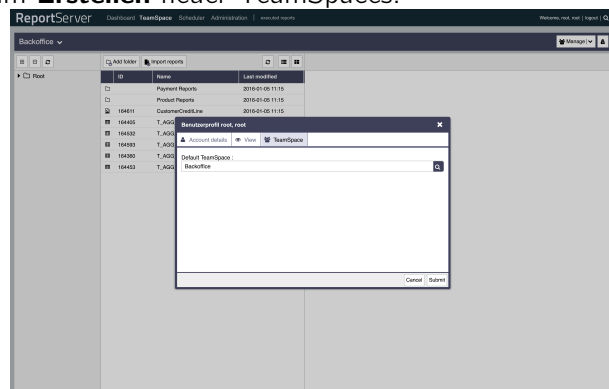 Erstellen neuer TeamSpaces.
ReportServer Dashboard TeamSpace Scheduler Administration | executed reports Welcome, root, root | logout |
Backoffice Manage
Add folder Import reports
Root
ID Name Last modified
Payment Reports 2016-01-05 11:15
Product Reports 2016-01-05 11:15
164611 CustomerCreditLine 2016-01-05 11:15
164405 T_AGG
164532 T_AGG
164593 T_AGG
164360 T_AGG
164453 T_AGG
Benutzerprofil root, root
Account details View TeamSpace
Default TeamSpace :
Backoffice
Cancel Submit